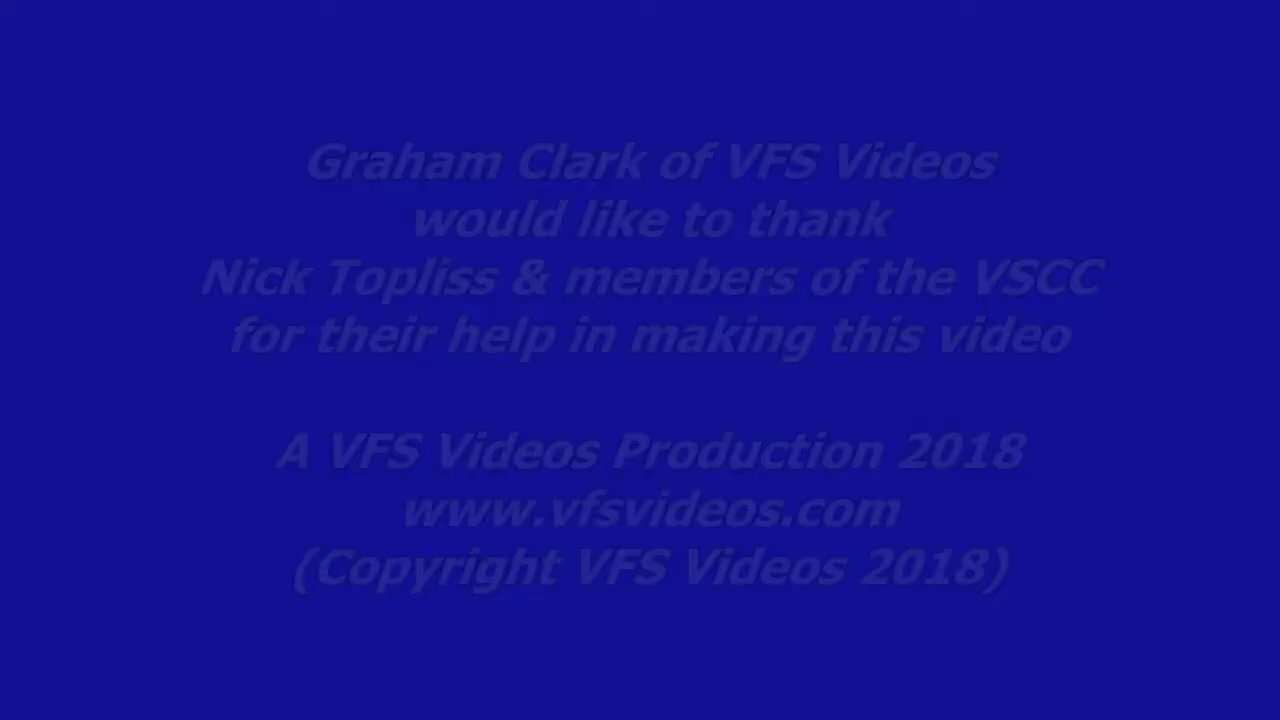 Graham Clark of VFS Videos
would like to thank
Nick Topliss & members of the VSCC
for their help in making this video
A VFS Videos Production 2018
www.vfsvideos.com
(Copyright VFS Videos 2018)